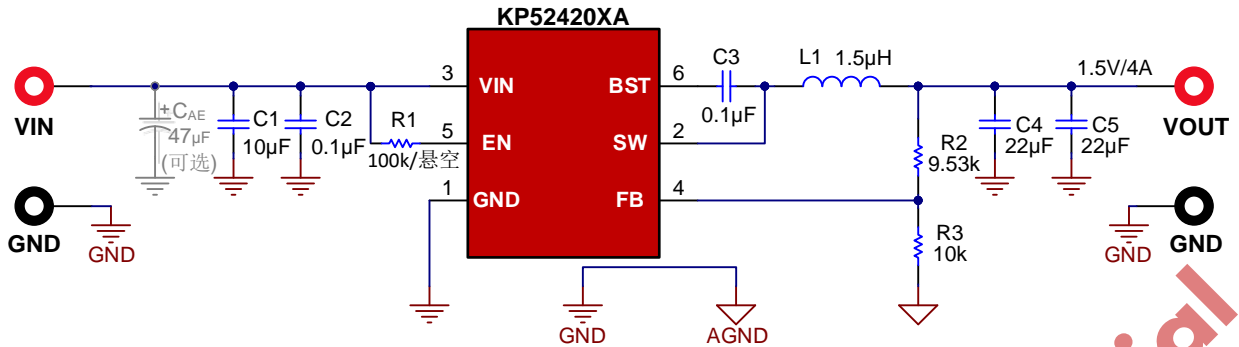 KP52420XA
VIN
GND
+
CAE
47µF
(可选)
C1
10µF
C2
0.1µF
R1
100k/悬空
3
5
1
VIN
EN
GND
BST
SW
FB
6
2
4
C3
0.1µF
L1 1.5µH
1.5V/4A
R2
9.53k
R3
10k
C4
22µF
C5
22µF
VOUT
GND
GND
GND
GND
AGND
ial